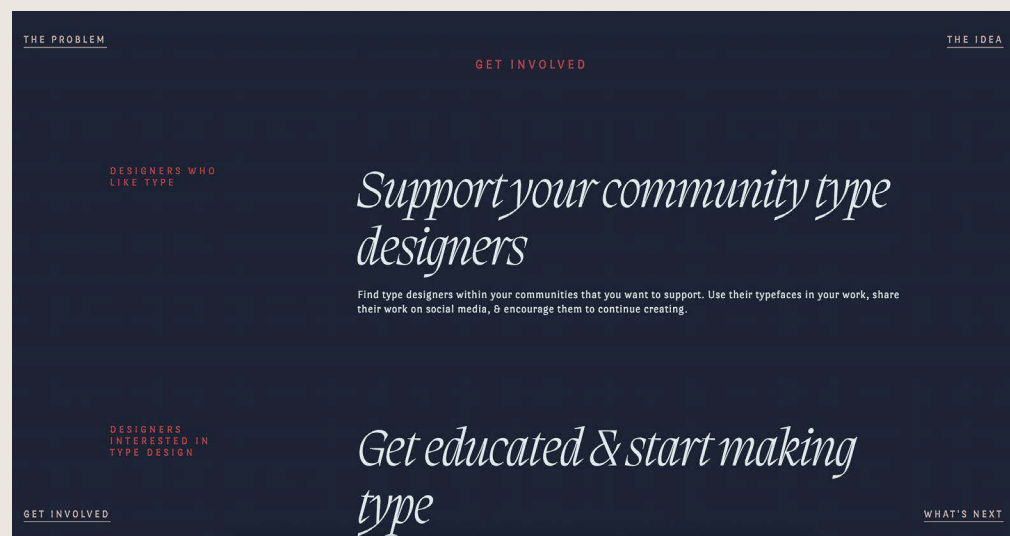 THE PROBLEM
THE IDEA
GET INVOLVED
DESIGNERS WHO
LIKE TYPE
Support your community type
designers
Find type designers within your communities that you want to support. Use their typefaces in your work, share
their work on social media, & encourage them to continue creating.
DESIGNERS
INTERESTED IN
TYPE DESIGN
Get educated & start making
type
GET INVOLVED
WHAT'S NEXT